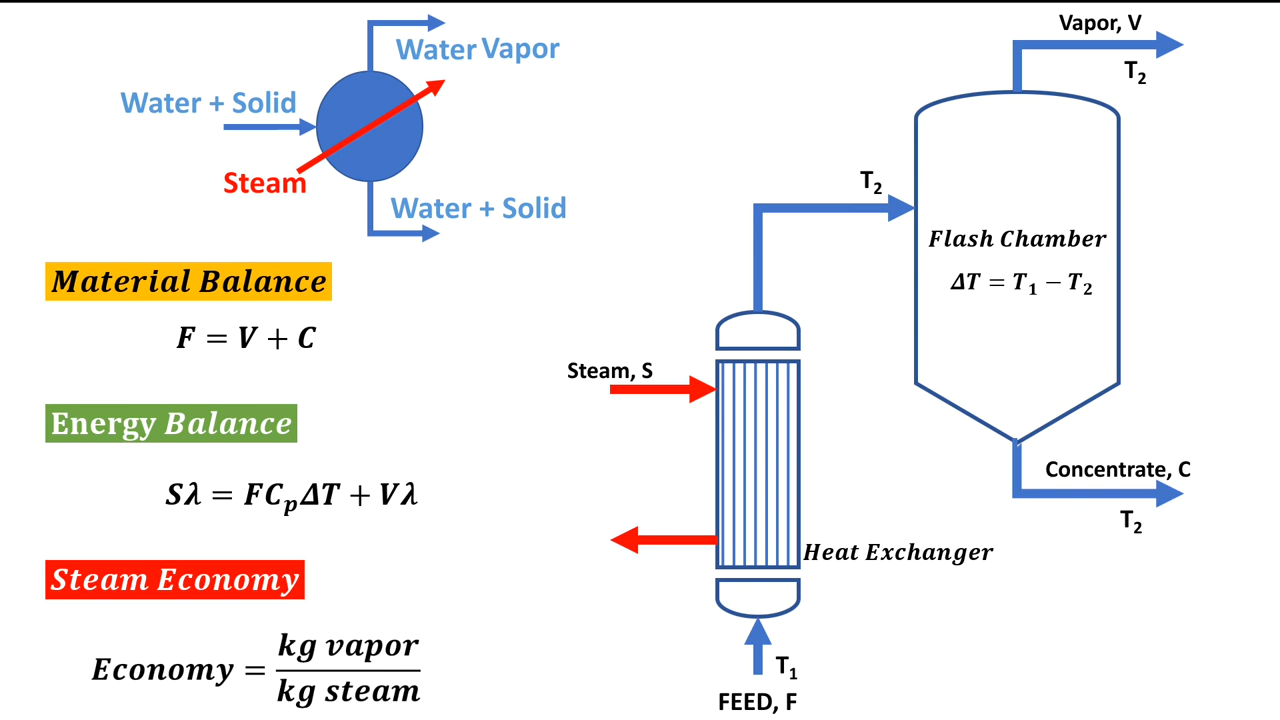 Water Vapor
Water + Solid
Steam
Water + Solid
Material Balance
F = V + C
Energy Balance
Sλ = FCₚΔT + Vλ
Steam Economy
Economy = kg vapor
kg steam
Vapor, V
T₂
T₂
Flash Chamber
ΔT = T₁ − T₂
Steam, S
Concentrate, C
T₂
Heat Exchanger
T₁
FEED, F